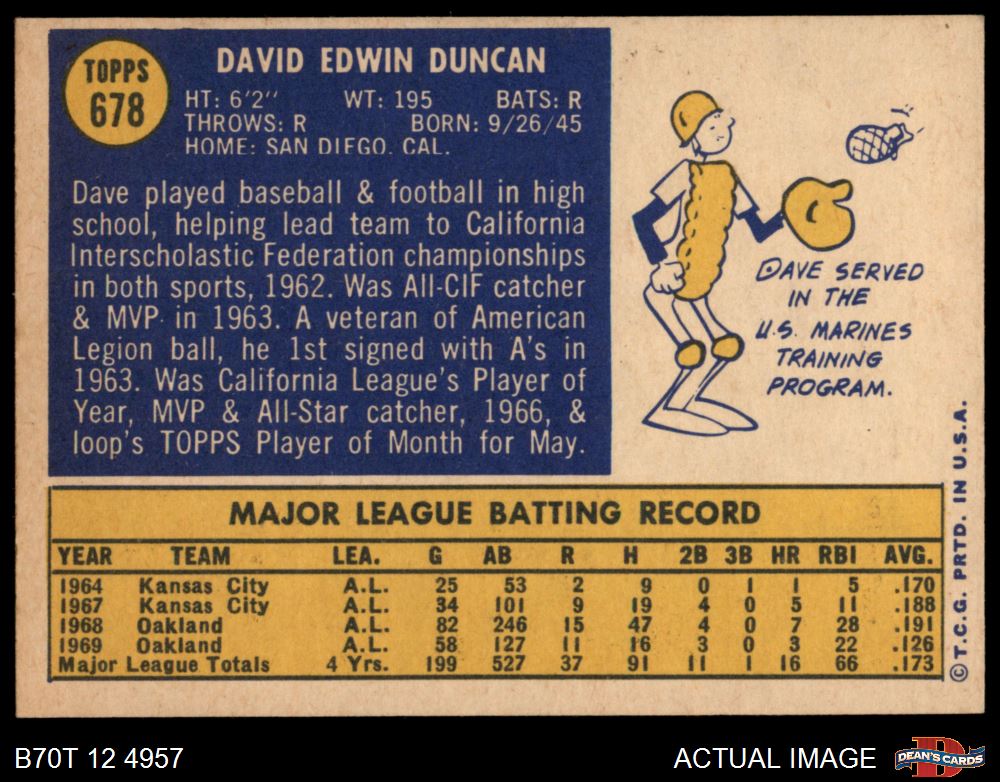 TOPPS
678
DAVID EDWIN DUNCAN
HT: 6'2" WT: 195 BATS: R
THROWS: R BORN: 9/26/45
HOME: SAN DIEGO. CAL.
Dave played baseball & football in high
school, helping lead team to California
Interscholastic Federation championships
in both sports, 1962. Was All-CIF catcher
& MVP in 1963. A veteran of American
Legion ball, he 1st signed with A's in
1963. Was California League's Player of
Year, MVP & All-Star catcher, 1966, &
loop's TOPPS Player of Month for May.
DAVE SERVED
IN THE
U.S. MARINES
TRAINING
PROGRAM.
MAJOR LEAGUE BATTING RECORD
YEAR TEAM LEA. G AB R H 2B 3B HR RBI AVG.
1964 Kansas City A.L. 25 53 2 9 0 1 1 5 .170
1967 Kansas City A.L. 34 101 9 19 4 0 5 11 .188
1968 Oakland A.L. 82 246 15 47 4 0 7 28 .191
1969 Oakland A.L. 58 127 11 16 3 0 3 22 .126
Major League Totals 4 Yrs. 199 527 37 91 11 1 16 66 .173
© T.C.G. PRTD. IN U.S.A.
B70T 12 4957
ACTUAL IMAGE
D
DEAN'S CARDS